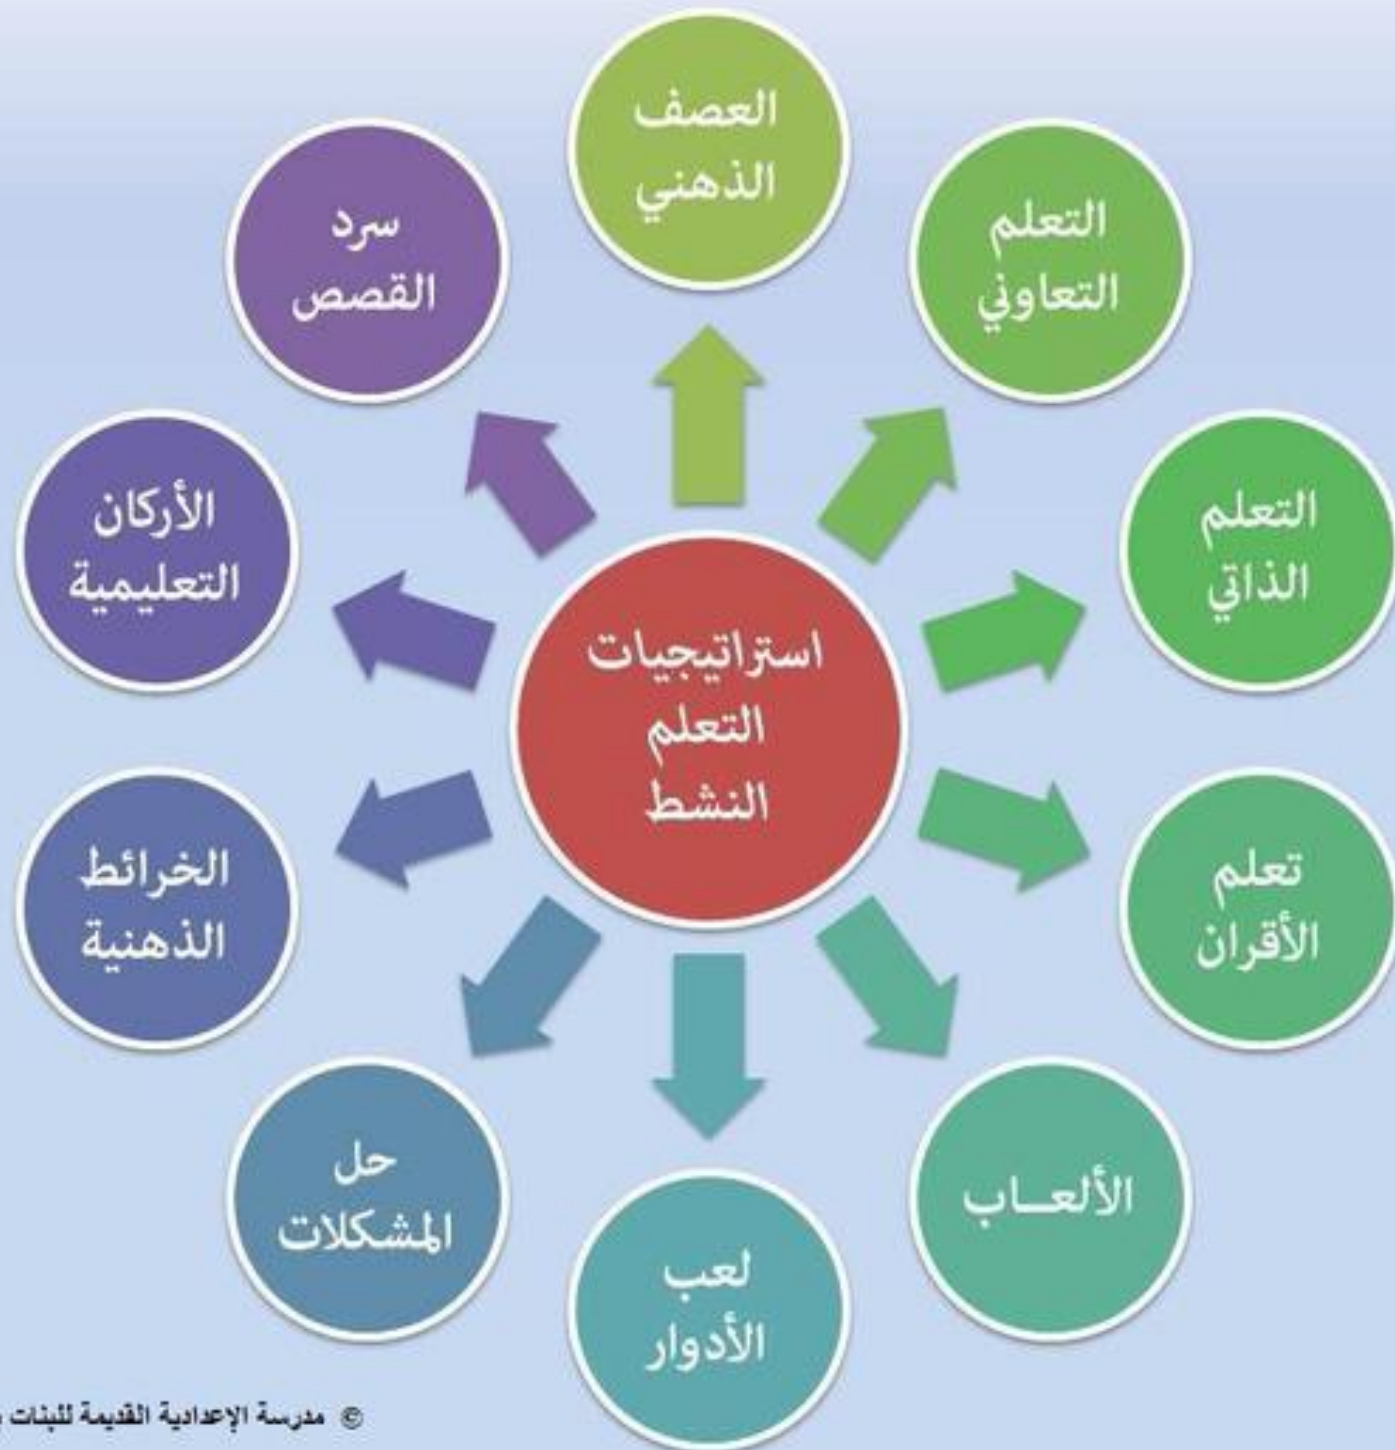 العصف
الذهني
التعلم
التعاوني
التعلم
الذاتي
تعلم
الأقران
الألعـــاب
لعب
الأدوار
حل
المشكلات
الخرائط
الذهنية
الأركان
التعليمية
سرد
القصص
استراتيجيات
التعلم
النشط
© مدرسة الإعدادية القديمة للبنات